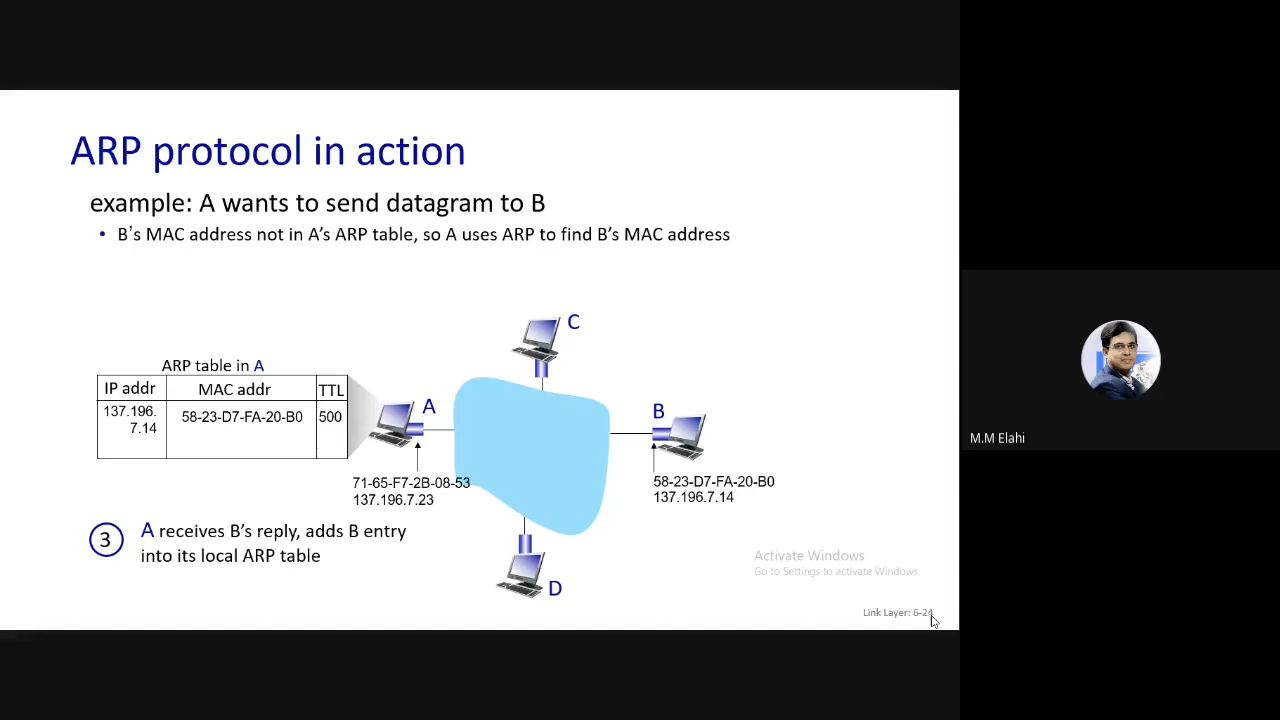 ARP protocol in action
example: A wants to send datagram to B
• B's MAC address not in A's ARP table, so A uses ARP to find B's MAC address
C
ARP table in A
IP addr MAC addr TTL
137.196.
7.14
58-23-D7-FA-20-B0 500
A
B
71-65-F7-2B-08-53
137.196.7.23
58-23-D7-FA-20-B0
137.196.7.14
3
A receives B's reply, adds B entry
into its local ARP table
D
Activate Windows
Go to Settings to activate Windows.
Link Layer: 6-24
M.M Elahi